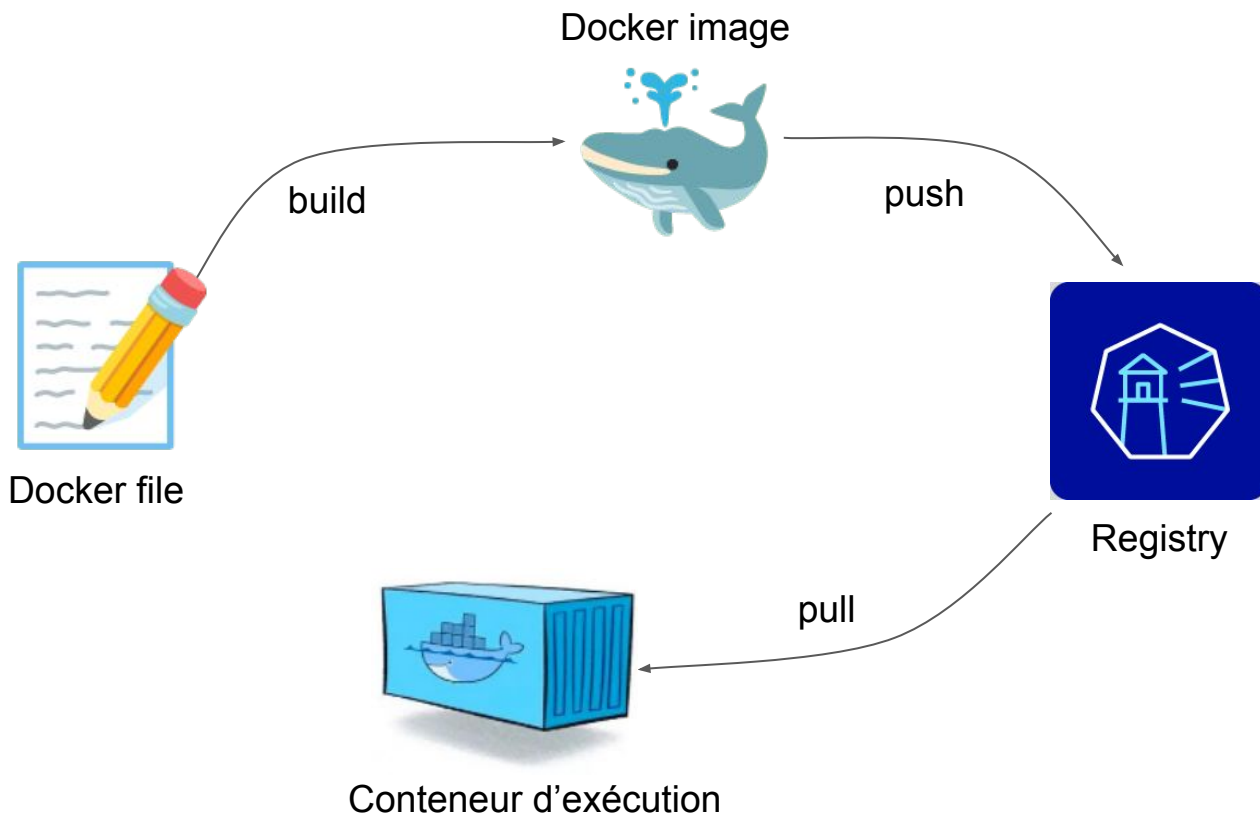 Docker image
build
push
Docker file
Registry
pull
Conteneur d’exécution